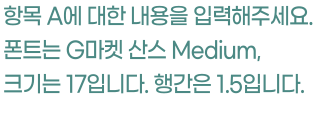 항목 A에 대한 내용을 입력해주세요.
폰트는 G마켓 산스 Medium,
크기는 17입니다. 행간은 1.5입니다.